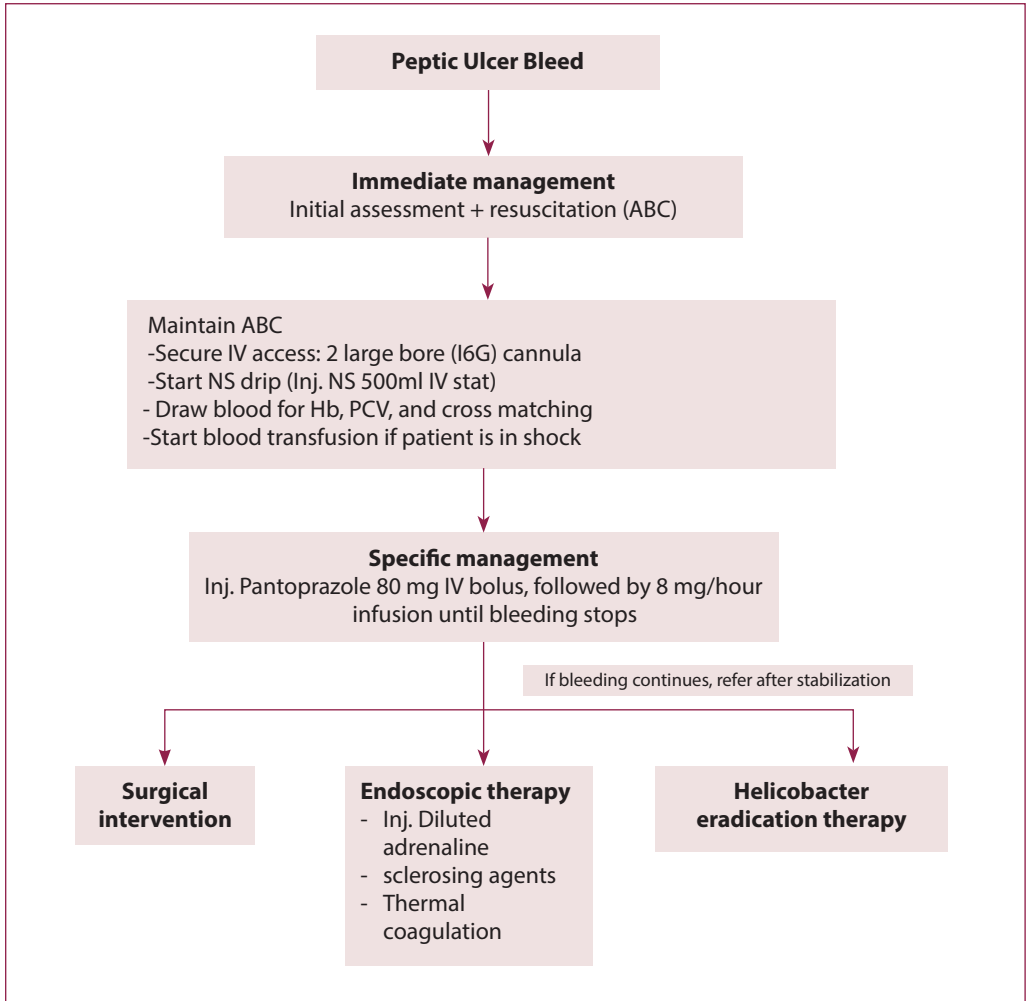 Peptic Ulcer Bleed
Immediate management
Initial assessment + resuscitation (ABC)
Maintain ABC
-Secure IV access: 2 large bore (I6G) cannula
-Start NS drip (Inj. NS 500ml IV stat)
- Draw blood for Hb, PCV, and cross matching
-Start blood transfusion if patient is in shock
Specific management
Inj. Pantoprazole 80 mg IV bolus, followed by 8 mg/hour
infusion until bleeding stops
If bleeding continues, refer after stabilization
Surgical
intervention
Endoscopic therapy
- Inj. Diluted
adrenaline
- sclerosing agents
- Thermal
coagulation
Helicobacter
eradication therapy